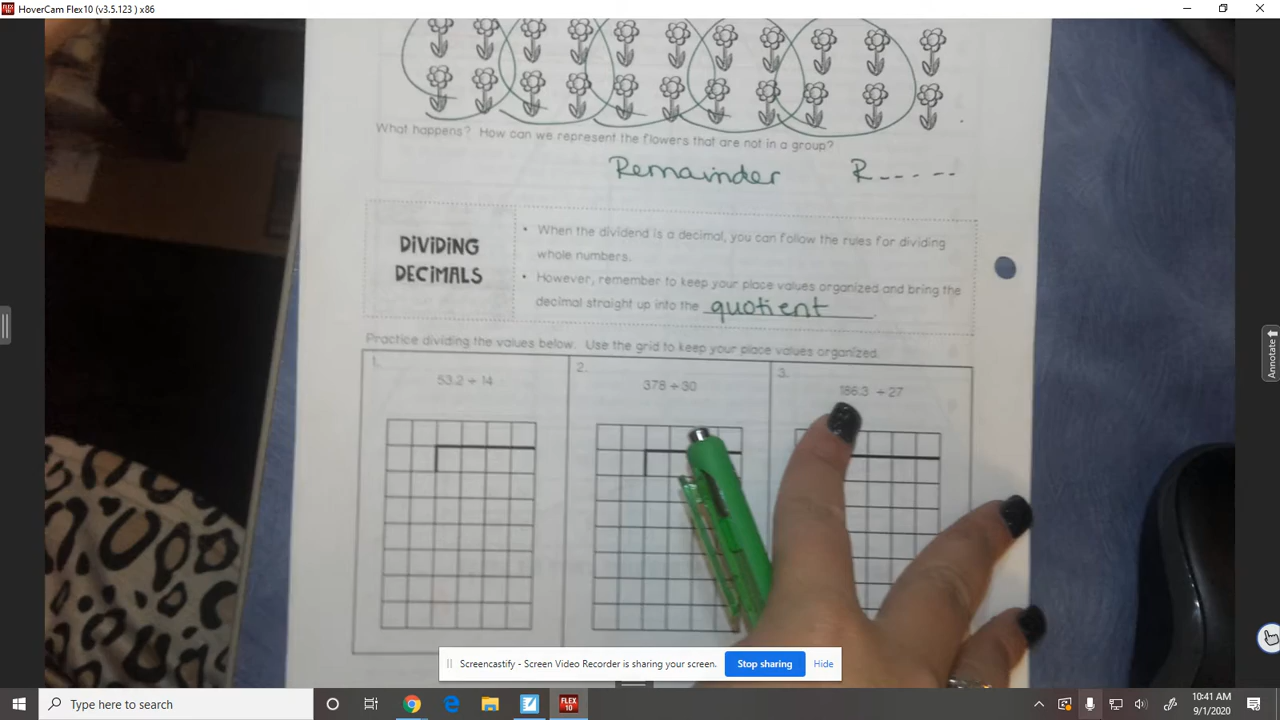 HoverCam Flex10 (v3.5.123 ) x86
What happens? How can we represent the flowers that are not in a group?
Remainder R_ _ _ _ _
DIVIDING
DECIMALS
• When the dividend is a decimal, you can follow the rules for dividing
whole numbers.
• However, remember to keep your place values organized and bring the
decimal straight up into the quotient.
Practice dividing the values below. Use the grid to keep your place values organized.
1. 2. 3.
53.2 ÷ 14 378 ÷ 30 186.3 ÷ 27
Annotate
Screencastify - Screen Video Recorder is sharing your screen. Stop sharing Hide
Type here to search
FLEX
10
10:41 AM
9/1/2020